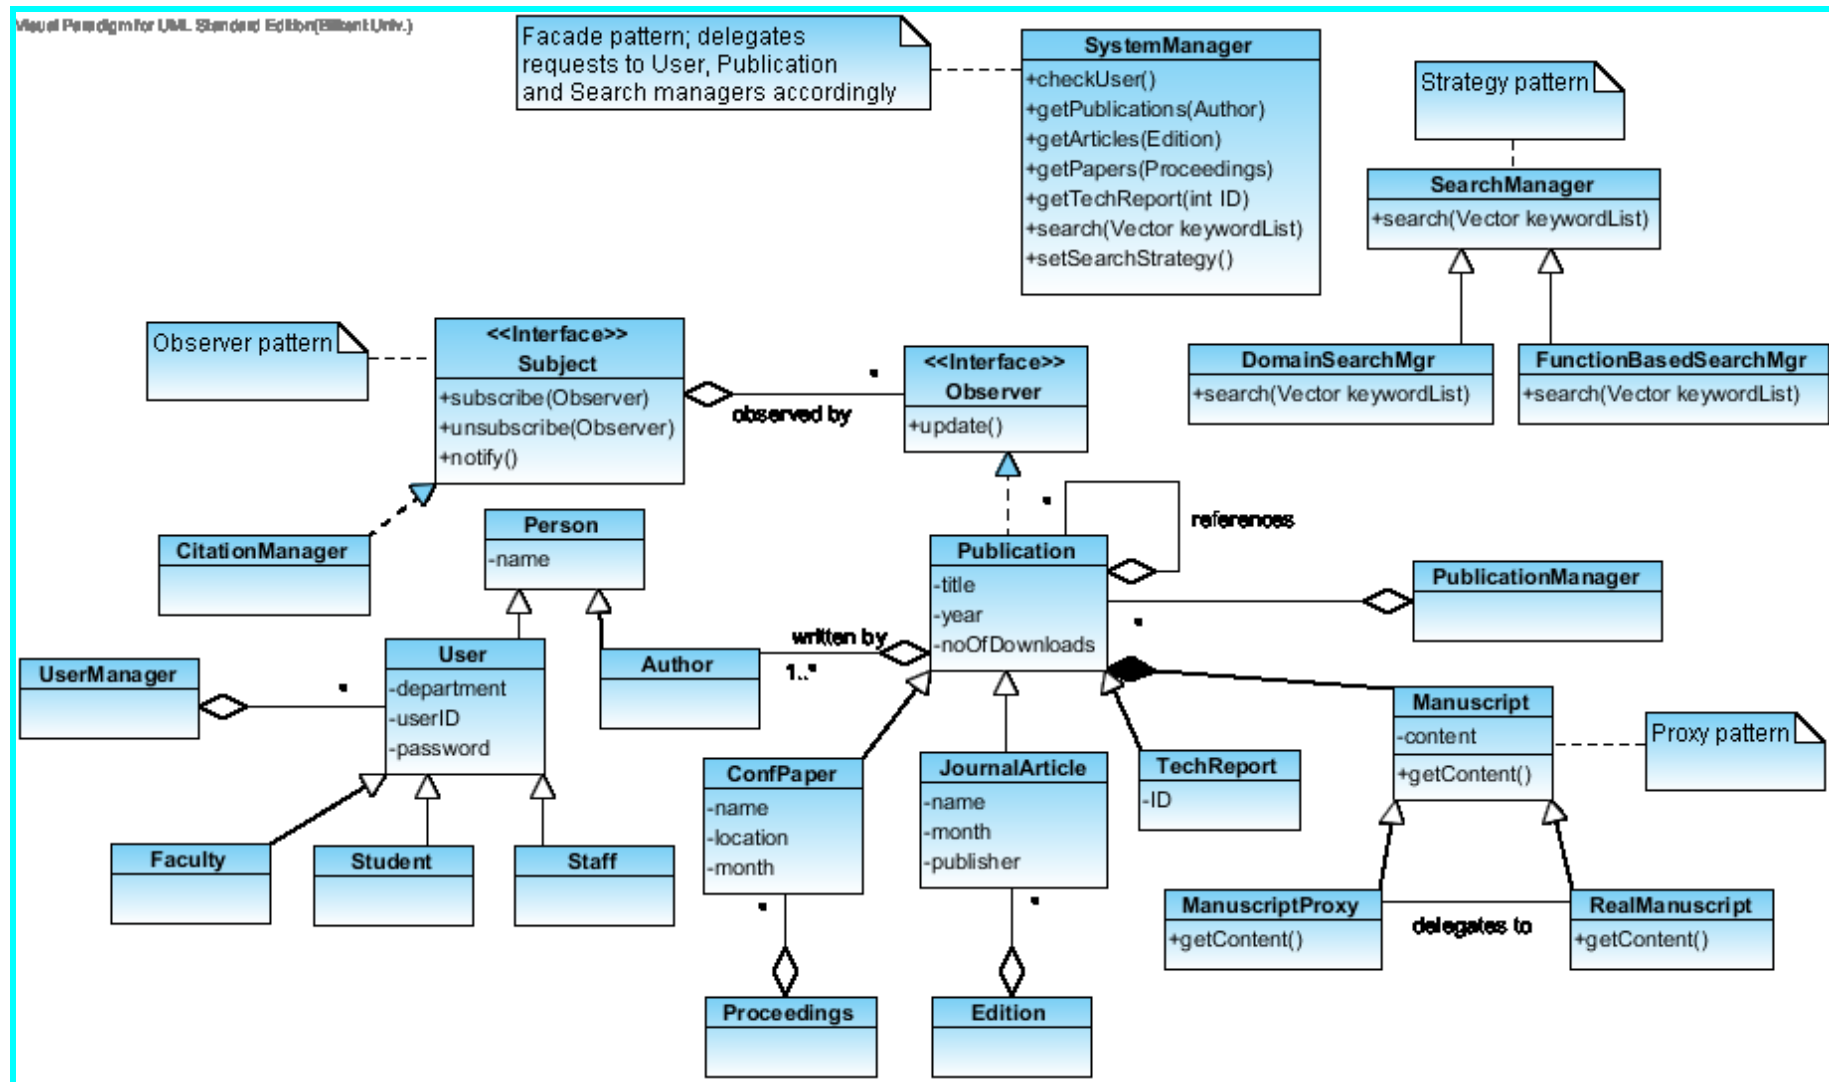 Visual Paradigm for UML Standard Edition(Bilkent Univ.)
Facade pattern; delegates
requests to User, Publication
and Search managers accordingly
SystemManager
+checkUser()
+getPublications(Author)
+getArticles(Edition)
+getPapers(Proceedings)
+getTechReport(int ID)
+search(Vector keywordList)
+setSearchStrategy()
Strategy pattern
SearchManager
+search(Vector keywordList)
DomainSearchMgr
+search(Vector keywordList)
FunctionBasedSearchMgr
+search(Vector keywordList)
Observer pattern
<<Interface>>
Subject
+subscribe(Observer)
+unsubscribe(Observer)
+notify()
*
observed by
<<Interface>>
Observer
+update()
CitationManager
Person
-name
*
references
Publication
-title
-year
-noOfDownloads
PublicationManager
*
written by
1..*
Author
UserManager
*
User
-department
-userID
-password
Manuscript
-content
+getContent()
Proxy pattern
ConfPaper
-name
-location
-month
JournalArticle
-name
-month
-publisher
TechReport
-ID
Faculty
Student
Staff
*
*
ManuscriptProxy
+getContent()
delegates to
RealManuscript
+getContent()
Proceedings
Edition